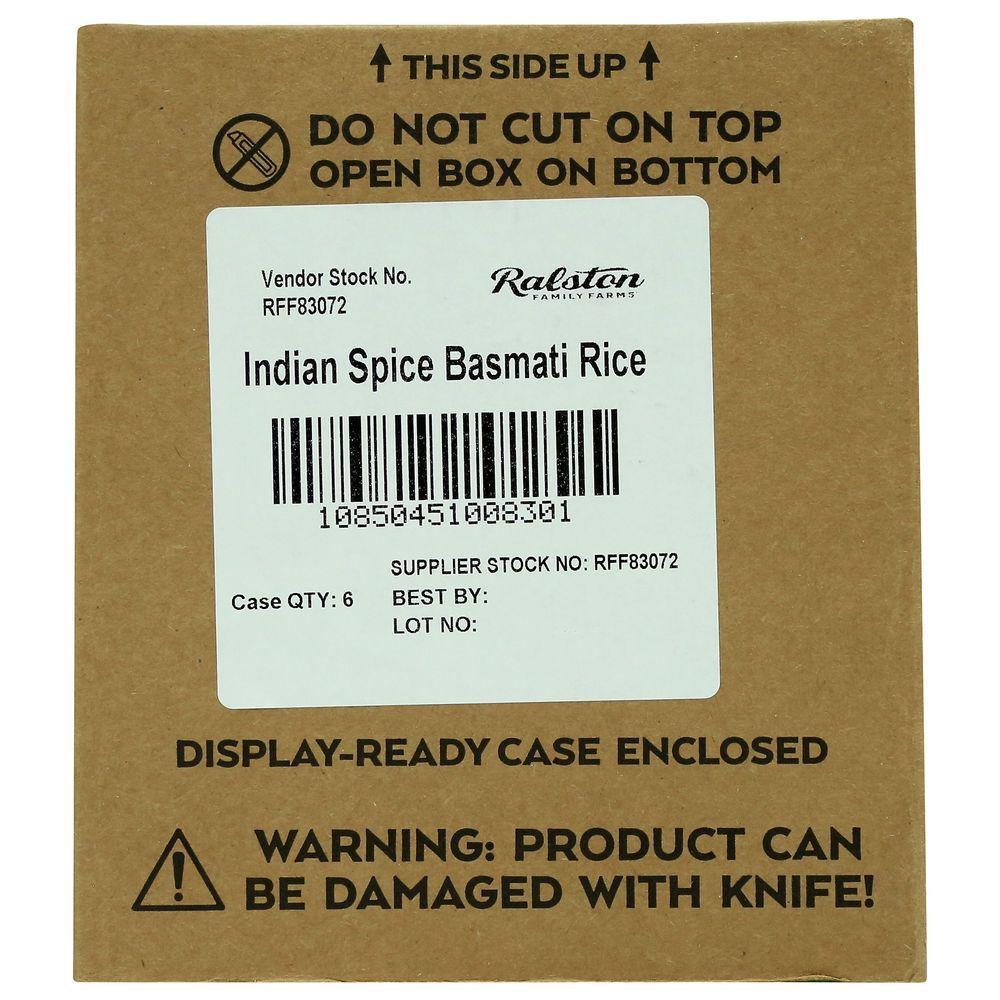 THIS SIDE UP
DO NOT CUT ON TOP
OPEN BOX ON BOTTOM
Vendor Stock No.
RFF83072
Ralston
FAMILY FARMS
Indian Spice Basmati Rice
10850451008301
SUPPLIER STOCK NO: RFF83072
Case QTY: 6
BEST BY:
LOT NO:
DISPLAY-READY CASE ENCLOSED
WARNING: PRODUCT CAN
BE DAMAGED WITH KNIFE!